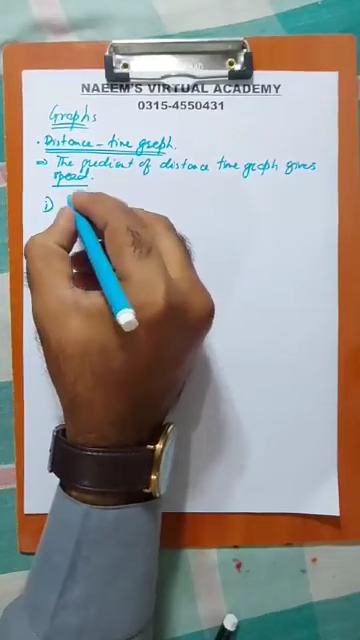 NAEEM'S VIRTUAL ACADEMY
0315-4550431
Graphs
• Distance - time graph.
⇒ The gradient of distance time graph gives
speed.
i)